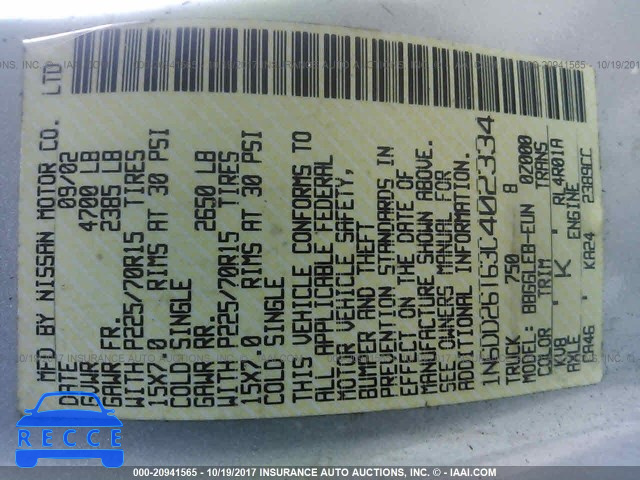 MFD BY NISSAN MOTOR CO. LTD
DATE 09/02
GVWR 4700 LB
GAWR FR. 2385 LB
WITH P225/70R15 TIRES
15X7.0 RIMS AT 30 PSI
COLD SINGLE
GAWR RR. 2650 LB
WITH P225/70R15 TIRES
15X7.0 RIMS AT 30 PSI
COLD SINGLE
THIS VEHICLE CONFORMS TO
ALL APPLICABLE FEDERAL
MOTOR VEHICLE SAFETY,
BUMPER AND THEFT
PREVENTION STANDARDS IN
EFFECT ON THE DATE OF
MANUFACTURE SHOWN ABOVE.
SEE OWNERS MANUAL FOR
ADDITIONAL INFORMATION.
1N6DD26T63C402334
TRUCK 750 8
MODEL: BBGGLEB-EUN 0Z000
COLOR TRIM TRANS
KV8 * K * RL4R01A
AXLE ENGINE
CA46 * KA24 2389CC
000-20941565 - 10/19/2017 INSURANCE AUTO AUCTIONS, INC. - IAAI.COM